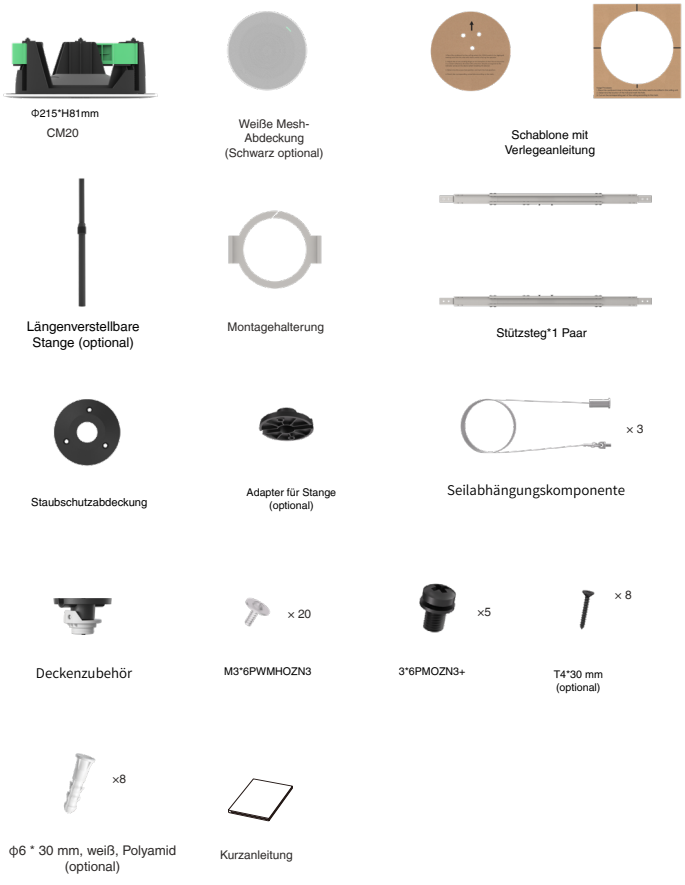 Φ215*H81mm
CM20
Weiße Mesh-
Abdeckung
(Schwarz optional)
Schablone mit
Verlegeanleitung
Längenverstellbare
Stange (optional)
Montagehalterung
Stützsteg*1 Paar
Staubschutzabdeckung
Adapter für Stange
(optional)
× 3
Seilabhängungskomponente
Deckenzubehör
× 20
M3*6PWMHOZN3
×5
3*6PMOZN3+
× 8
T4*30 mm
(optional)
×8
φ6 * 30 mm, weiß, Polyamid
(optional)
Kurzanleitung